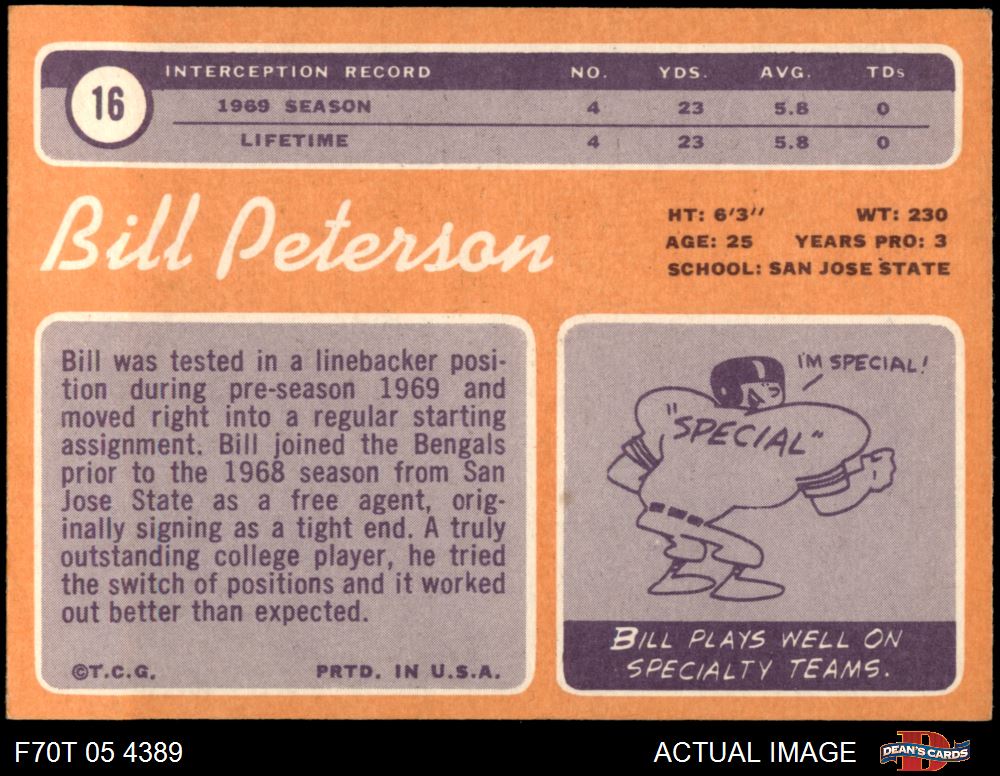 INTERCEPTION RECORD NO. YDS. AVG. TDs
16
1969 SEASON 4 23 5.8 0
LIFETIME 4 23 5.8 0
Bill Peterson
HT: 6'3" WT: 230
AGE: 25 YEARS PRO: 3
SCHOOL: SAN JOSE STATE
Bill was tested in a linebacker posi-
tion during pre-season 1969 and
moved right into a regular starting
assignment. Bill joined the Bengals
prior to the 1968 season from San
Jose State as a free agent, orig-
inally signing as a tight end. A truly
outstanding college player, he tried
the switch of positions and it worked
out better than expected.
©T.C.G. PRTD. IN U.S.A.
I'M SPECIAL!
"SPECIAL"
BILL PLAYS WELL ON
SPECIALTY TEAMS.
F70T 05 4389 ACTUAL IMAGE
D
DEAN'S CARDS